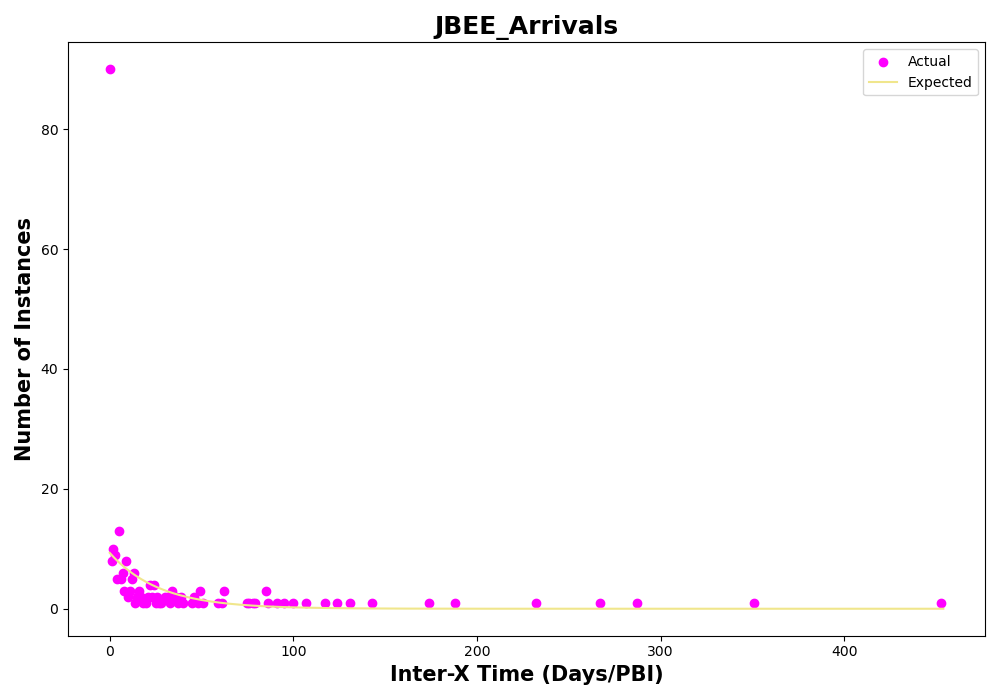 JBEE_Arrivals
Actual
Expected
Number of Instances
80
60
40
20
0
0 100 200 300 400
Inter-X Time (Days/PBI)